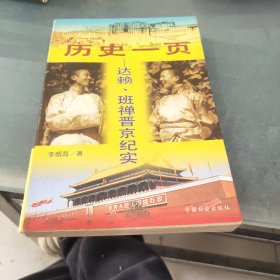 历史一页
——达赖、班禅晋京纪实
李荫海 著
中国社会出版社